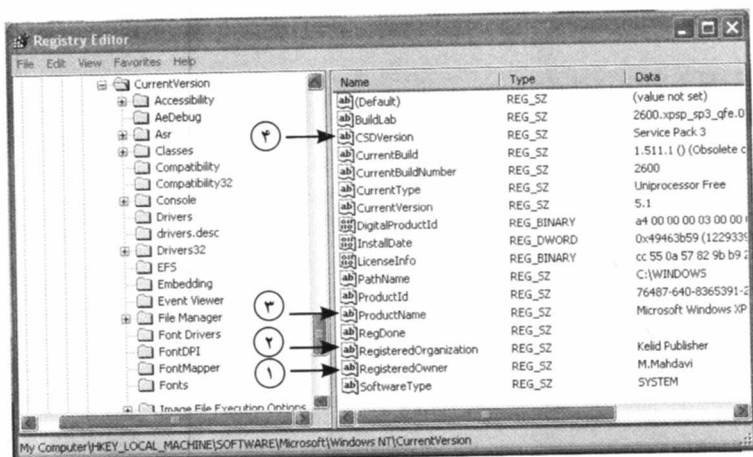 Registry Editor
File Edit View Favorites Help
CurrentVersion
Accessibility
AeDebug
Asr
Classes
Compatibility
Compatibility32
Console
Drivers
drivers.desc
Drivers32
EFS
Embedding
Event Viewer
File Manager
Font Drivers
FontDPI
FontMapper
Fonts
Image File Execution Options
۴
۳
۲
۱
Name Type Data
(Default) REG_SZ (value not set)
BuildLab REG_SZ 2600.xpsp_sp3_qfe.0
CSDVersion REG_SZ Service Pack 3
CurrentBuild REG_SZ 1.511.1 () (Obsolete c
CurrentBuildNumber REG_SZ 2600
CurrentType REG_SZ Uniprocessor Free
CurrentVersion REG_SZ 5.1
DigitalProductId REG_BINARY a4 00 00 00 03 00 00
InstallDate REG_DWORD 0x49463b59 (1229339
LicenseInfo REG_BINARY cc 55 0a 57 82 9b b9 2
PathName REG_SZ C:\WINDOWS
ProductId REG_SZ 76487-640-8365391-2
ProductName REG_SZ Microsoft Windows XP
RegDone REG_SZ
RegisteredOrganization REG_SZ Kelid Publisher
RegisteredOwner REG_SZ M.Mahdavi
SoftwareType REG_SZ SYSTEM
My Computer\HKEY_LOCAL_MACHINE\SOFTWARE\Microsoft\Windows NT\CurrentVersion